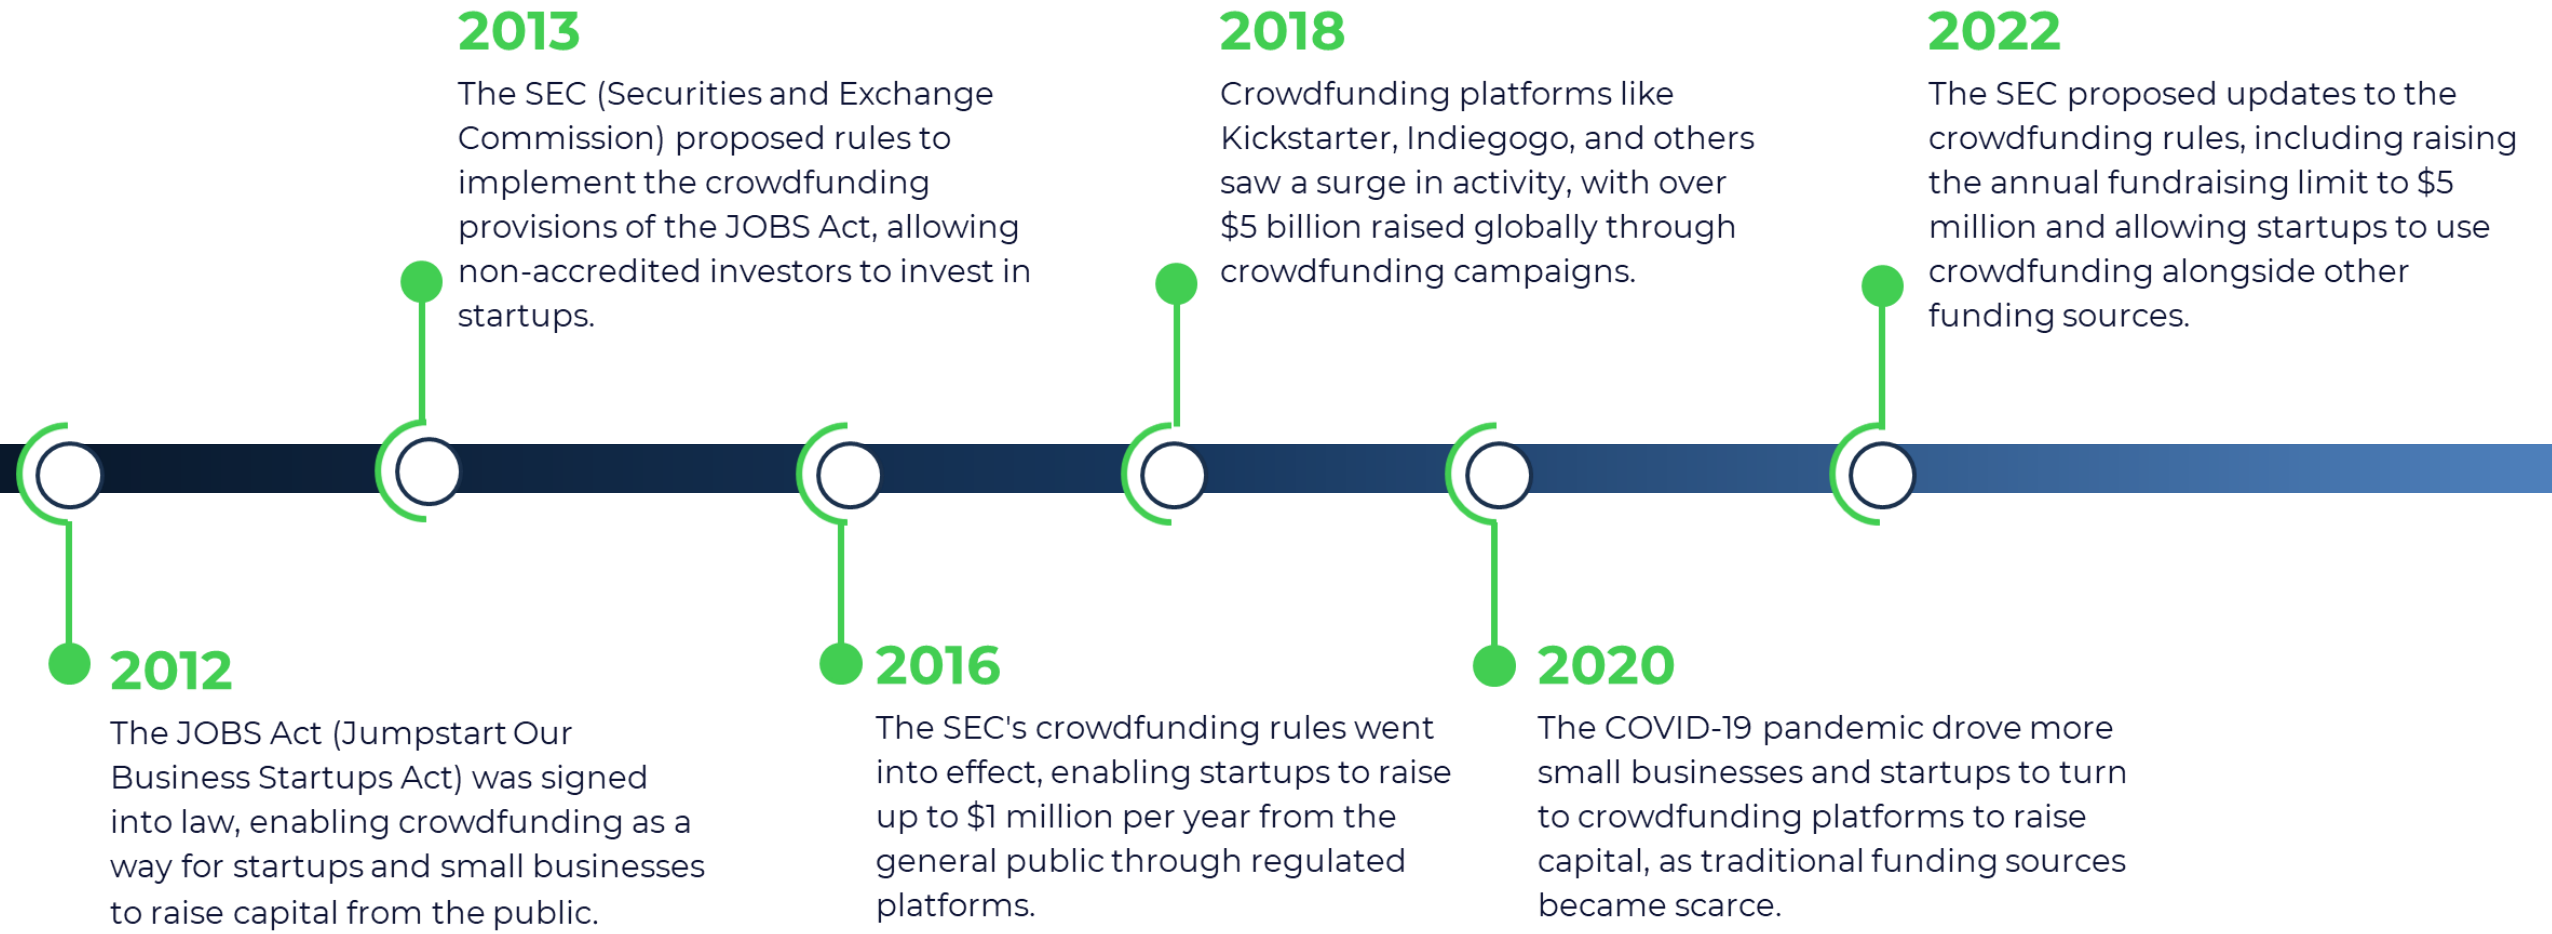 2013
The SEC (Securities and Exchange
Commission) proposed rules to
implement the crowdfunding
provisions of the JOBS Act, allowing
non-accredited investors to invest in
startups.
2018
Crowdfunding platforms like
Kickstarter, Indiegogo, and others
saw a surge in activity, with over
$5 billion raised globally through
crowdfunding campaigns.
2022
The SEC proposed updates to the
crowdfunding rules, including raising
the annual fundraising limit to $5
million and allowing startups to use
crowdfunding alongside other
funding sources.
2012
The JOBS Act (Jumpstart Our
Business Startups Act) was signed
into law, enabling crowdfunding as a
way for startups and small businesses
to raise capital from the public.
2016
The SEC's crowdfunding rules went
into effect, enabling startups to raise
up to $1 million per year from the
general public through regulated
platforms.
2020
The COVID-19 pandemic drove more
small businesses and startups to turn
to crowdfunding platforms to raise
capital, as traditional funding sources
became scarce.